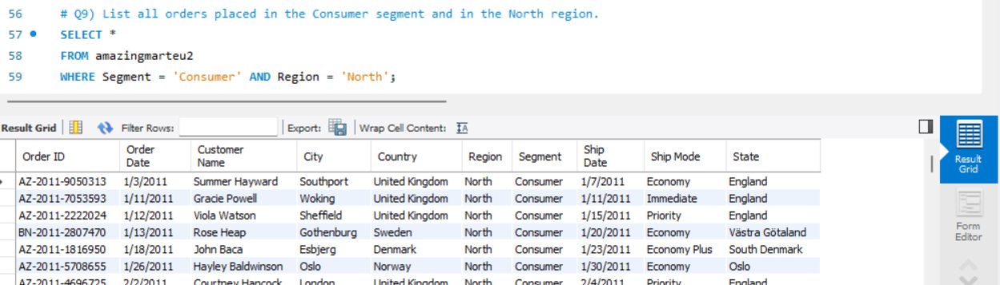 56 # Q9) List all orders placed in the Consumer segment and in the North region.
57 SELECT *
58 FROM amazingmarteu2
59 WHERE Segment = 'Consumer' AND Region = 'North';
Result Grid Filter Rows: Export: Wrap Cell Content: IA
Order ID Order Date Customer Name City Country Region Segment Ship Date Ship Mode State
AZ-2011-9050313 1/3/2011 Summer Hayward Southport United Kingdom North Consumer 1/7/2011 Economy England
AZ-2011-7053593 1/11/2011 Gracie Powell Woking United Kingdom North Consumer 1/11/2011 Immediate England
AZ-2011-2222024 1/12/2011 Viola Watson Sheffield United Kingdom North Consumer 1/15/2011 Priority England
BN-2011-2807470 1/13/2011 Rose Heap Gothenburg Sweden North Consumer 1/20/2011 Economy Västra Götaland
AZ-2011-1816950 1/18/2011 John Baca Esbjerg Denmark North Consumer 1/23/2011 Economy Plus South Denmark
AZ-2011-5708655 1/26/2011 Hayley Baldwinson Oslo Norway North Consumer 1/30/2011 Economy Oslo
AZ-2011-4696725 2/2/2011 Courtney Hancock London United Kingdom North Consumer 2/4/2011 Priority England
Result
Grid
Form
Editor